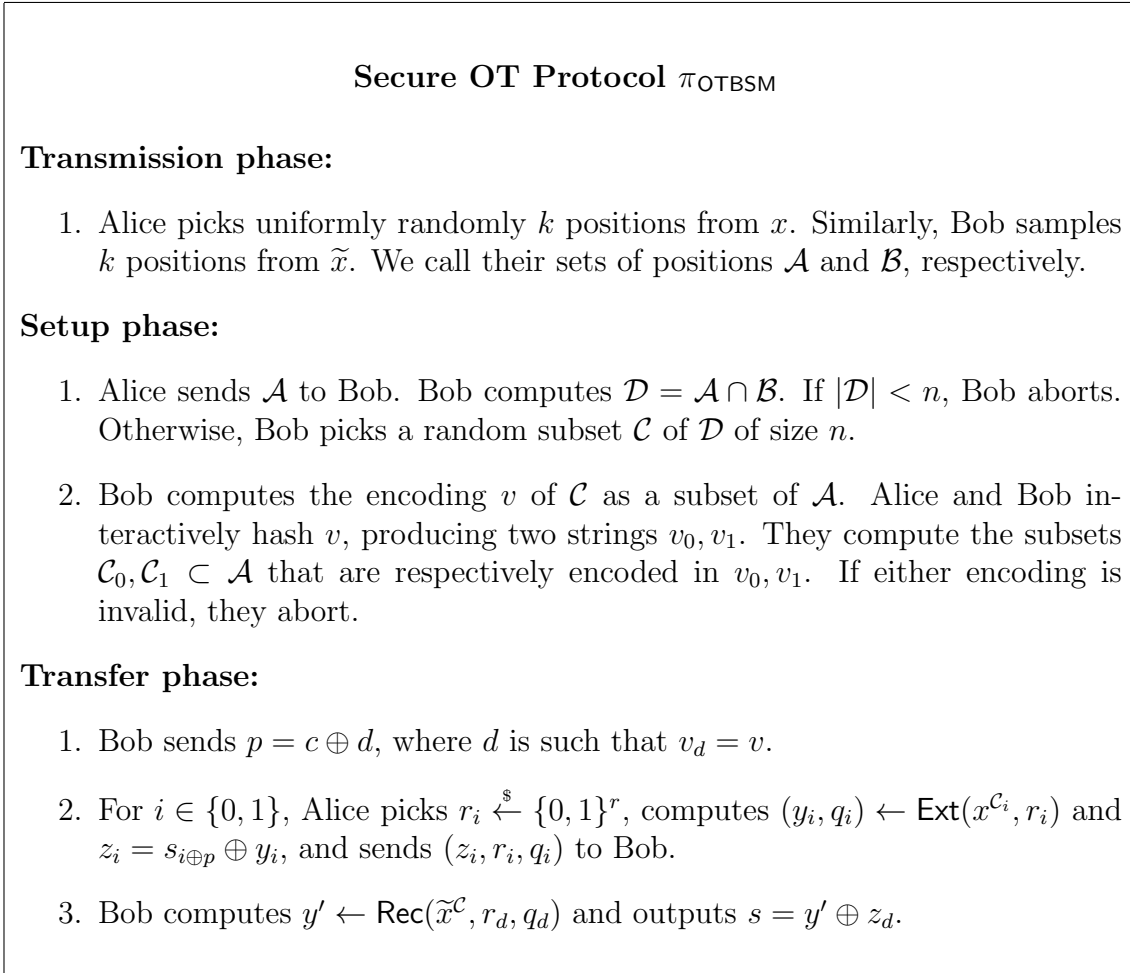 Secure OT Protocol π_OTBSM
Transmission phase:
1. Alice picks uniformly randomly k positions from x. Similarly, Bob samples
k positions from x̃. We call their sets of positions 𝒜 and ℬ, respectively.
Setup phase:
1. Alice sends 𝒜 to Bob. Bob computes 𝒟 = 𝒜 ∩ ℬ. If |𝒟| < n, Bob aborts.
Otherwise, Bob picks a random subset 𝒞 of 𝒟 of size n.
2. Bob computes the encoding v of 𝒞 as a subset of 𝒜. Alice and Bob in-
teractively hash v, producing two strings v₀, v₁. They compute the subsets
𝒞₀, 𝒞₁ ⊂ 𝒜 that are respectively encoded in v₀, v₁. If either encoding is
invalid, they abort.
Transfer phase:
1. Bob sends p = c ⊕ d, where d is such that v_d = v.
2. For i ∈ {0, 1}, Alice picks r_i ←$ {0, 1}^r, computes (y_i, q_i) ← Ext(x^{𝒞_i}, r_i) and
z_i = s_{i⊕p} ⊕ y_i, and sends (z_i, r_i, q_i) to Bob.
3. Bob computes y′ ← Rec(x̃^𝒞, r_d, q_d) and outputs s = y′ ⊕ z_d.